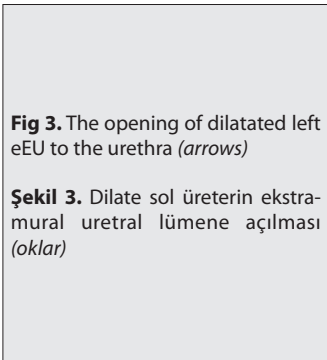 Fig 3. The opening of dilatated left
eEU to the urethra (arrows)
Şekil 3. Dilate sol üreterin ekstra-
mural uretral lümene açılması
(oklar)